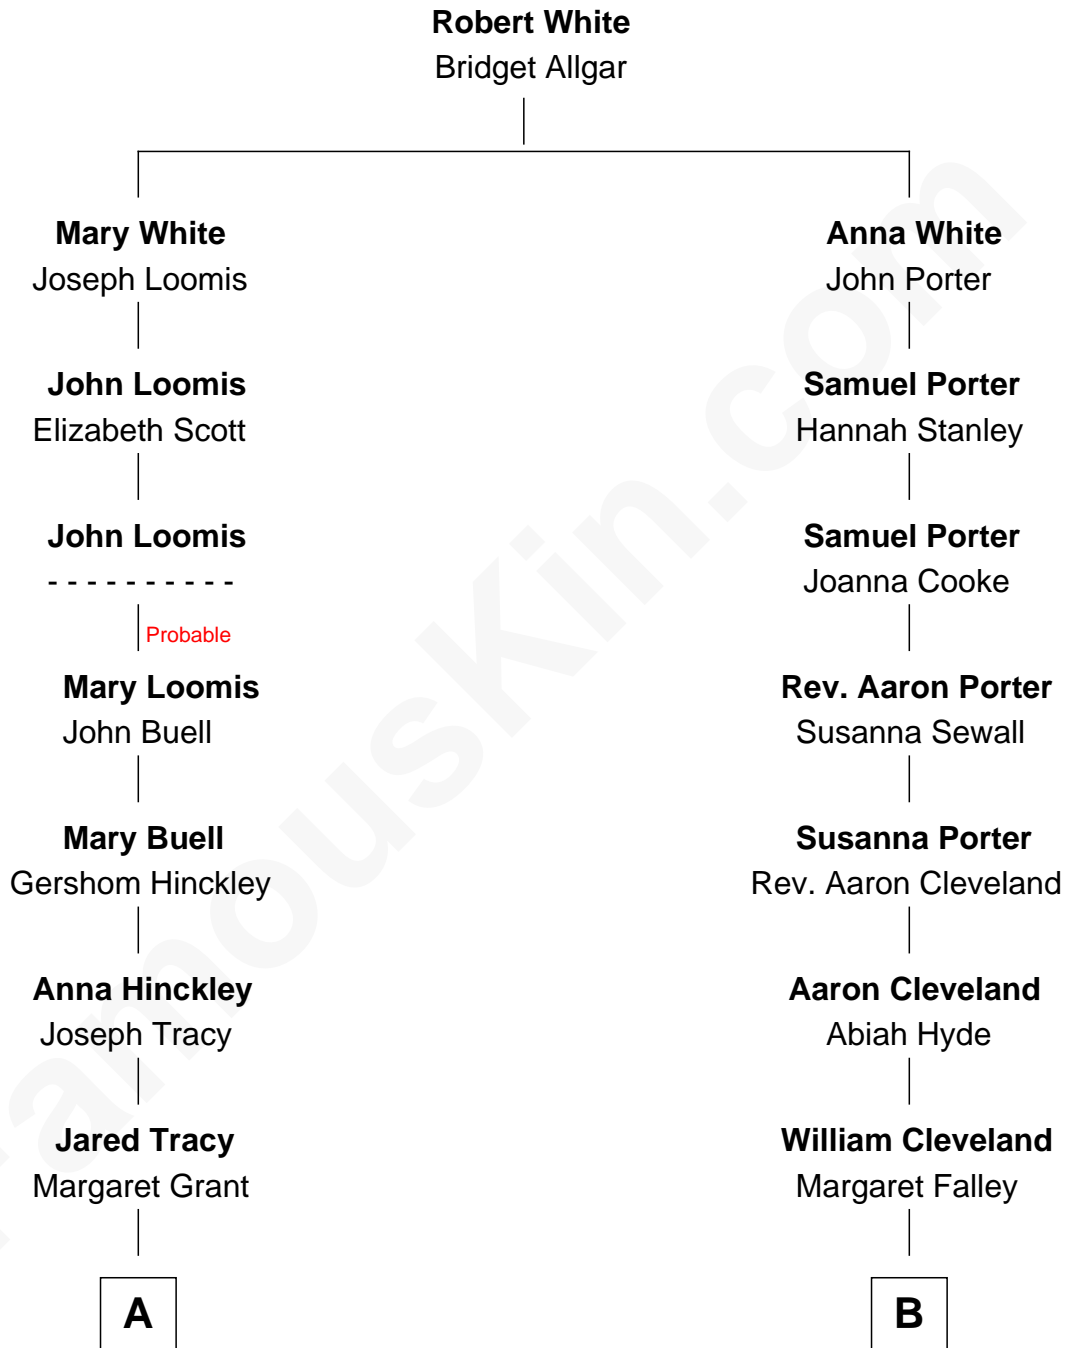 Robert White
Bridget Allgar
Mary White
Joseph Loomis
Anna White
John Porter
John Loomis
Elizabeth Scott
Samuel Porter
Hannah Stanley
John Loomis
- - - - - - - - - -
Samuel Porter
Joanna Cooke
Probable
Mary Loomis
John Buell
Rev. Aaron Porter
Susanna Sewall
Mary Buell
Gershom Hinckley
Susanna Porter
Rev. Aaron Cleveland
Anna Hinckley
Joseph Tracy
Aaron Cleveland
Abiah Hyde
Jared Tracy
Margaret Grant
William Cleveland
Margaret Falley
A
B
FamousKin.com